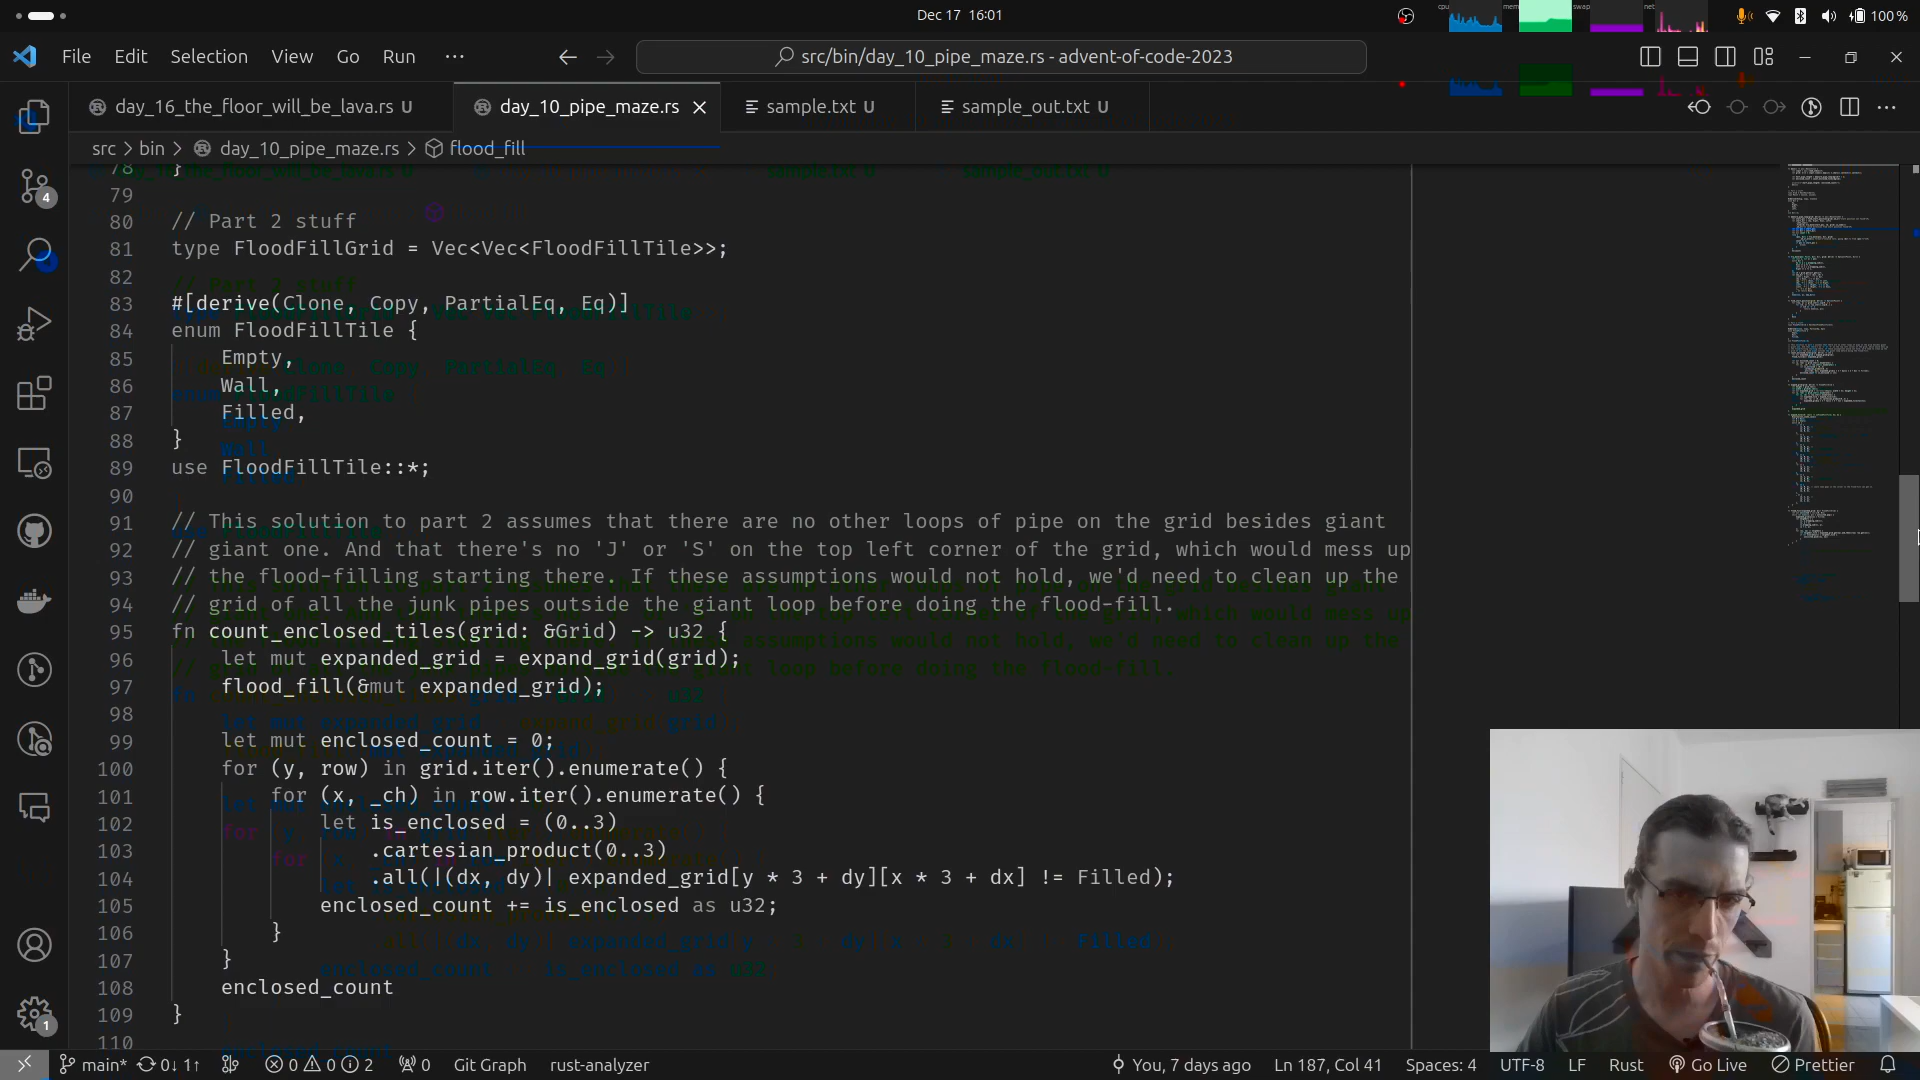 Dec 17 16:01
cpu mem swap net
100 %
File Edit Selection View Go Run ···
src/bin/day_10_pipe_maze.rs - advent-of-code-2023
day_16_the_floor_will_be_lava.rs U
day_10_pipe_maze.rs
sample.txt U
sample_out.txt U
src > bin > day_10_pipe_maze.rs > flood_fill
78 }
79
80 // Part 2 stuff
81 type FloodFillGrid = Vec<Vec<FloodFillTile>>;
82
83 #[derive(Clone, Copy, PartialEq, Eq)]
84 enum FloodFillTile {
85 Empty,
86 Wall,
87 Filled,
88 }
89 use FloodFillTile::*;
90
91 // This solution to part 2 assumes that there are no other loops of pipe on the grid besides giant
92 // giant one. And that there's no 'J' or 'S' on the top left corner of the grid, which would mess up
93 // the flood-filling starting there. If these assumptions would not hold, we'd need to clean up the
94 // grid of all the junk pipes outside the giant loop before doing the flood-fill.
95 fn count_enclosed_tiles(grid: &Grid) -> u32 {
96 let mut expanded_grid = expand_grid(grid);
97 flood_fill(&mut expanded_grid);
98
99 let mut enclosed_count = 0;
100 for (y, row) in grid.iter().enumerate() {
101 for (x, _ch) in row.iter().enumerate() {
102 let is_enclosed = (0..3)
103 .cartesian_product(0..3)
104 .all(|(dx, dy)| expanded_grid[y * 3 + dy][x * 3 + dx] != Filled);
105 enclosed_count += is_enclosed as u32;
106 }
107 }
108 enclosed_count
109 }
110
4
1
main* 0↓ 1↑ 0 0 2 0 Git Graph rust-analyzer
You, 7 days ago Ln 187, Col 41 Spaces: 4 UTF-8 LF Rust Go Live Prettier